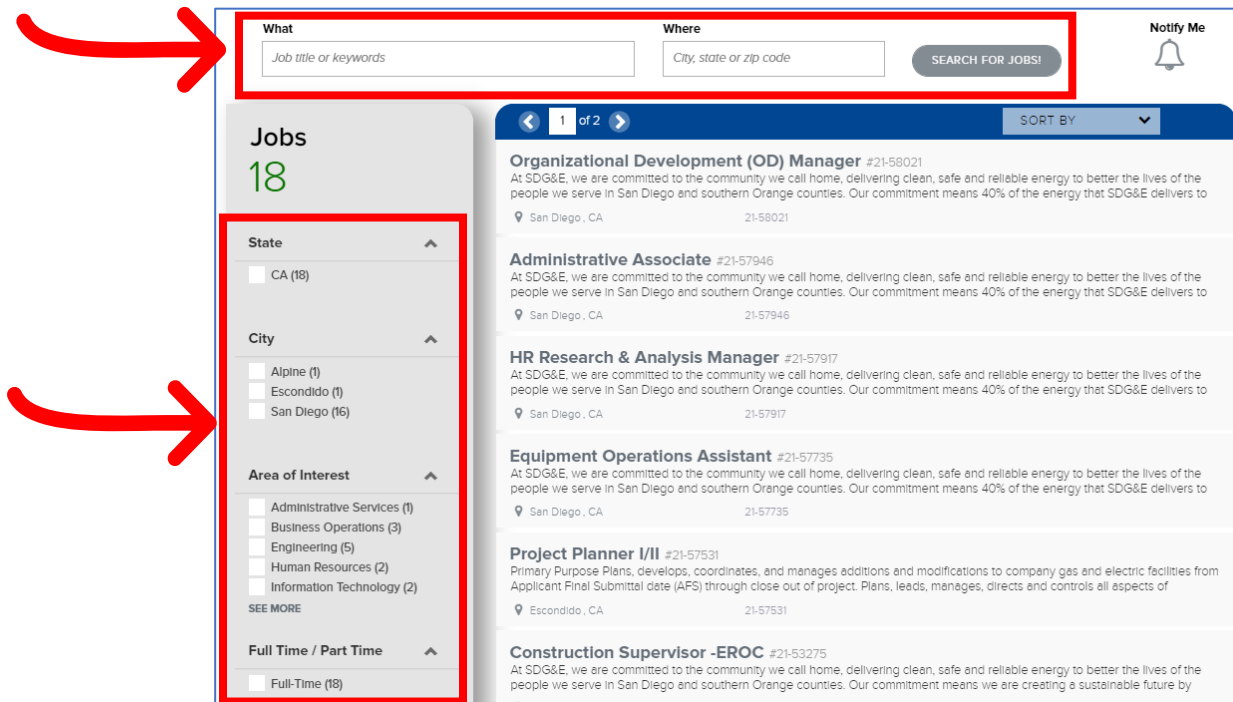 What
Where
Notify Me
Job title or keywords
City, state or zip code
SEARCH FOR JOBS!
Jobs
18
State
CA (18)
City
Alpine (1)
Escondido (1)
San Diego (16)
Area of Interest
Administrative Services (1)
Business Operations (3)
Engineering (5)
Human Resources (2)
Information Technology (2)
SEE MORE
Full Time / Part Time
Full-Time (18)
1 of 2
SORT BY
Organizational Development (OD) Manager #21-58021
At SDG&E, we are committed to the community we call home, delivering clean, safe and reliable energy to better the lives of the
people we serve in San Diego and southern Orange counties. Our commitment means 40% of the energy that SDG&E delivers to
San Diego , CA 21-58021
Administrative Associate #21-57946
At SDG&E, we are committed to the community we call home, delivering clean, safe and reliable energy to better the lives of the
people we serve in San Diego and southern Orange counties. Our commitment means 40% of the energy that SDG&E delivers to
San Diego , CA 21-57946
HR Research & Analysis Manager #21-57917
At SDG&E, we are committed to the community we call home, delivering clean, safe and reliable energy to better the lives of the
people we serve in San Diego and southern Orange counties. Our commitment means 40% of the energy that SDG&E delivers to
San Diego , CA 21-57917
Equipment Operations Assistant #21-57735
At SDG&E, we are committed to the community we call home, delivering clean, safe and reliable energy to better the lives of the
people we serve in San Diego and southern Orange counties. Our commitment means 40% of the energy that SDG&E delivers to
San Diego , CA 21-57735
Project Planner I/II #21-57531
Primary Purpose Plans, develops, coordinates, and manages additions and modifications to company gas and electric facilities from
Applicant Final Submittal date (AFS) through close out of project. Plans, leads, manages, directs and controls all aspects of
Escondido , CA 21-57531
Construction Supervisor -EROC #21-53275
At SDG&E, we are committed to the community we call home, delivering clean, safe and reliable energy to better the lives of the
people we serve in San Diego and southern Orange counties. Our commitment means we are creating a sustainable future by